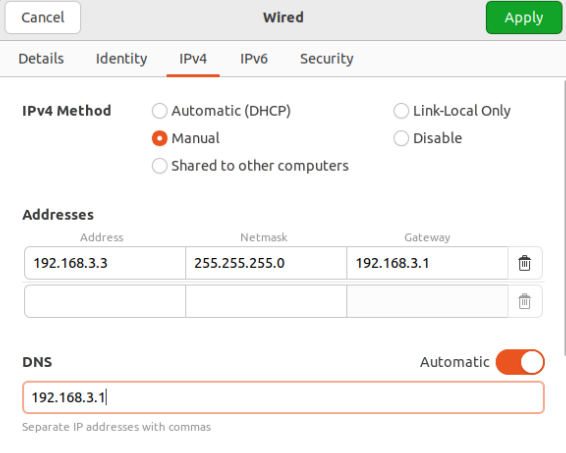 Cancel Wired Apply
Details Identity IPv4 IPv6 Security
IPv4 Method Automatic (DHCP) Link-Local Only
Manual Disable
Shared to other computers
Addresses
Address Netmask Gateway
192.168.3.3 255.255.255.0 192.168.3.1
DNS Automatic
192.168.3.1
Separate IP addresses with commas